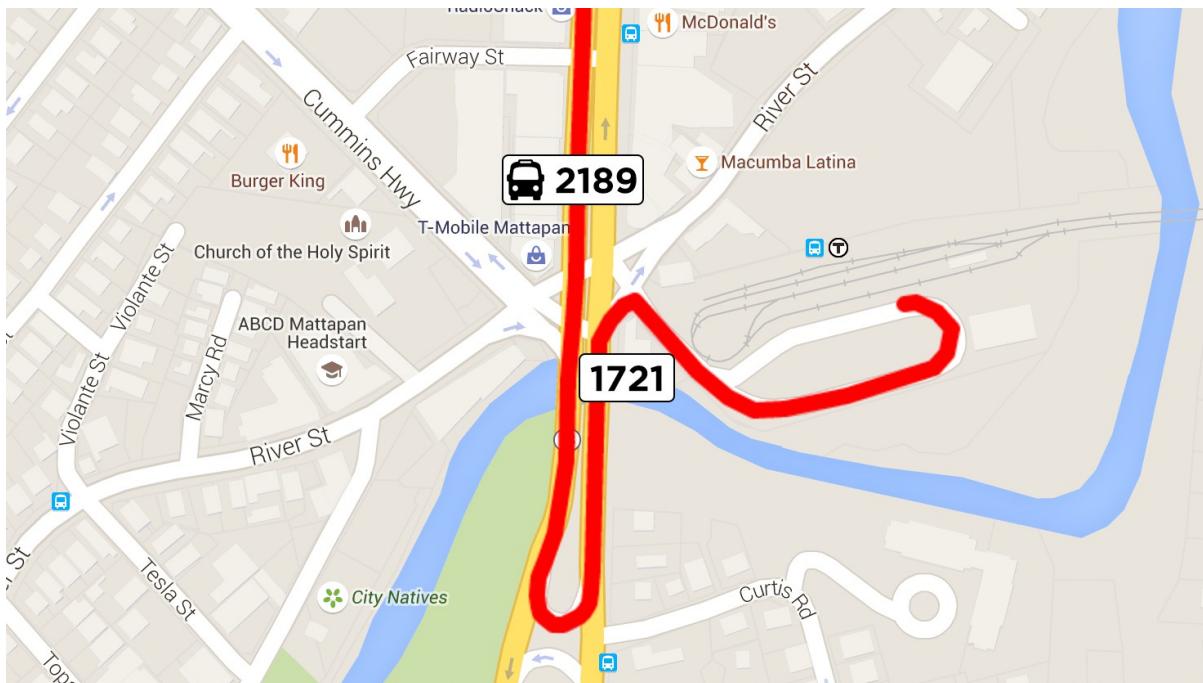 RadioShack
McDonald's
Fairway St
River St
Cummins Hwy
2189
Macumba Latina
Burger King
T-Mobile Mattapan
Church of the Holy Spirit
T
Violante St
ABCD Mattapan
Headstart
Marcy Rd
1721
Violante St
River St
Tesla St
City Natives
Curtis Rd